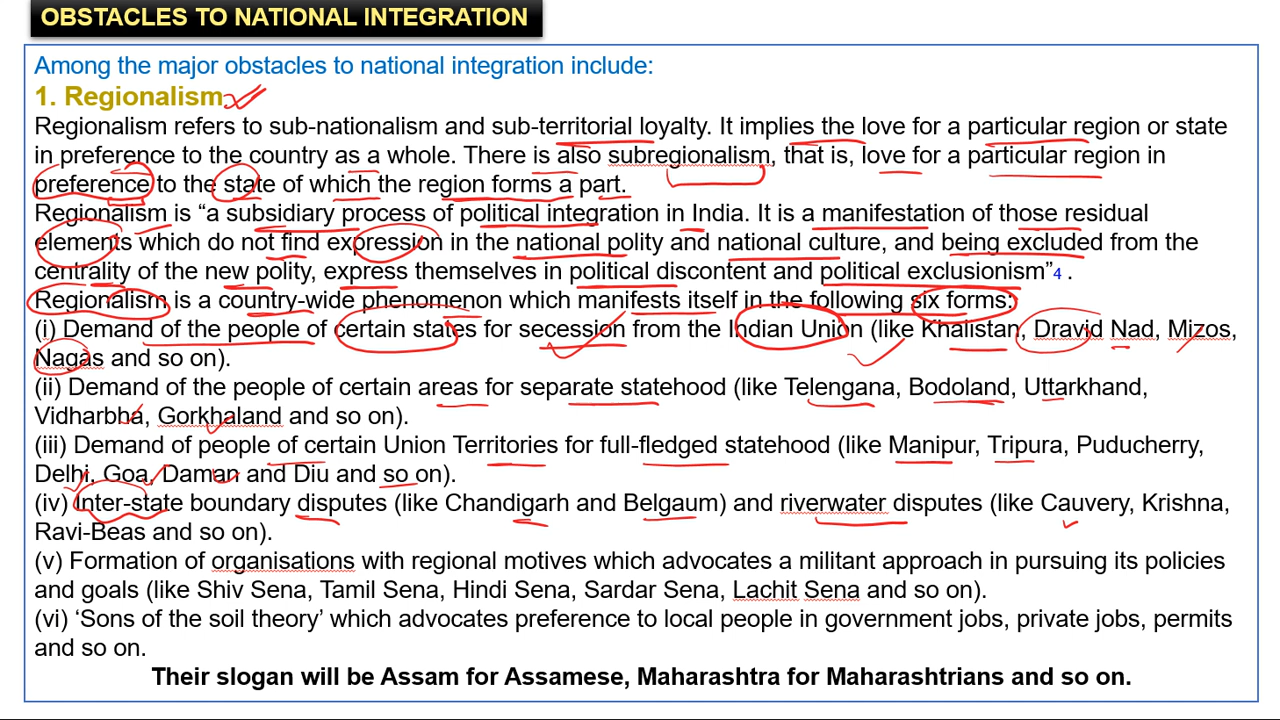 OBSTACLES TO NATIONAL INTEGRATION
Among the major obstacles to national integration include:
1. Regionalism
Regionalism refers to sub-nationalism and sub-territorial loyalty. It implies the love for a particular region or state
in preference to the country as a whole. There is also subregionalism, that is, love for a particular region in
preference to the state of which the region forms a part.
Regionalism is “a subsidiary process of political integration in India. It is a manifestation of those residual
elements which do not find expression in the national polity and national culture, and being excluded from the
centrality of the new polity, express themselves in political discontent and political exclusionism”4 .
Regionalism is a country-wide phenomenon which manifests itself in the following six forms:
(i) Demand of the people of certain states for secession from the Indian Union (like Khalistan, Dravid Nad, Mizos,
Nagas and so on).
(ii) Demand of the people of certain areas for separate statehood (like Telengana, Bodoland, Uttarkhand,
Vidharbha, Gorkhaland and so on).
(iii) Demand of people of certain Union Territories for full-fledged statehood (like Manipur, Tripura, Puducherry,
Delhi, Goa, Daman and Diu and so on).
(iv) Inter-state boundary disputes (like Chandigarh and Belgaum) and riverwater disputes (like Cauvery, Krishna,
Ravi-Beas and so on).
(v) Formation of organisations with regional motives which advocates a militant approach in pursuing its policies
and goals (like Shiv Sena, Tamil Sena, Hindi Sena, Sardar Sena, Lachit Sena and so on).
(vi) ‘Sons of the soil theory’ which advocates preference to local people in government jobs, private jobs, permits
and so on.
Their slogan will be Assam for Assamese, Maharashtra for Maharashtrians and so on.